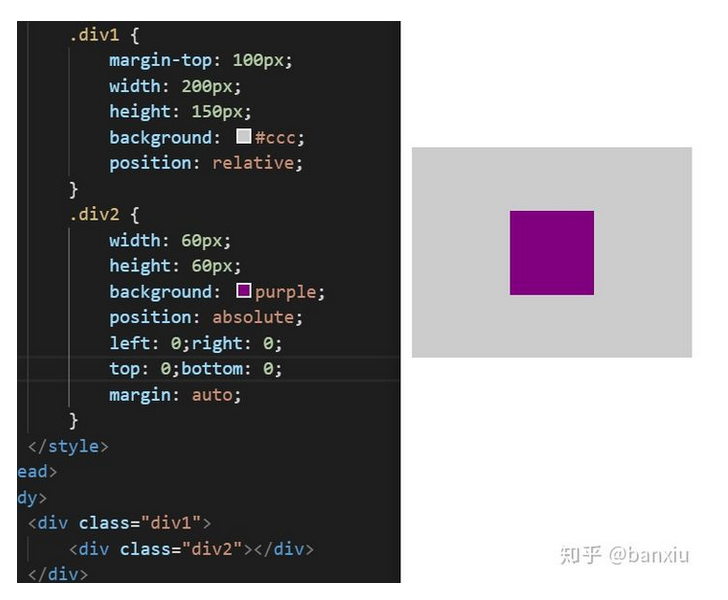 .div1 {
margin-top: 100px;
width: 200px;
height: 150px;
background: #ccc;
position: relative;
}
.div2 {
width: 60px;
height: 60px;
background: purple;
position: absolute;
left: 0;right: 0;
top: 0;bottom: 0;
margin: auto;
}
</style>
ead>
dy>
<div class="div1">
<div class="div2"></div>
</div>
知乎 @banxiu